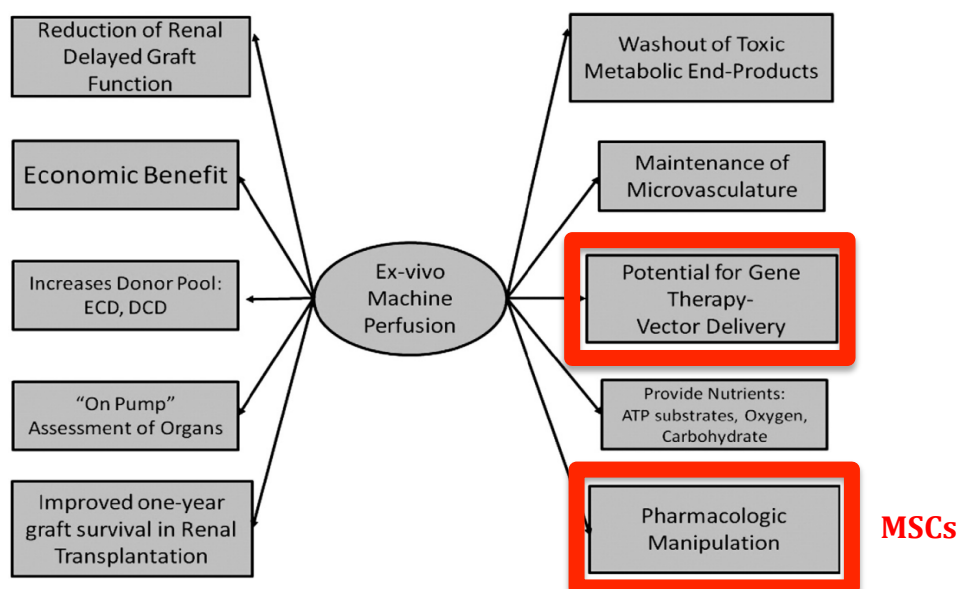 Reduction of Renal
Delayed Graft
Function
Economic Benefit
Increases Donor Pool:
ECD, DCD
“On Pump”
Assessment of Organs
Improved one-year
graft survival in Renal
Transplantation
Ex-vivo
Machine
Perfusion
Washout of Toxic
Metabolic End-Products
Maintenance of
Microvasculature
Potential for Gene
Therapy-
Vector Delivery
Provide Nutrients:
ATP substrates, Oxygen,
Carbohydrate
Pharmacologic
Manipulation
MSCs